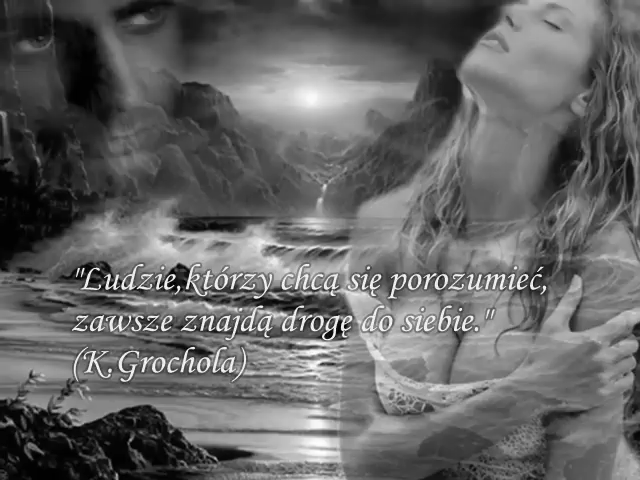 "Ludzie,którzy chcą się porozumieć,
zawsze znajdą drogę do siebie."
(K.Grochola)